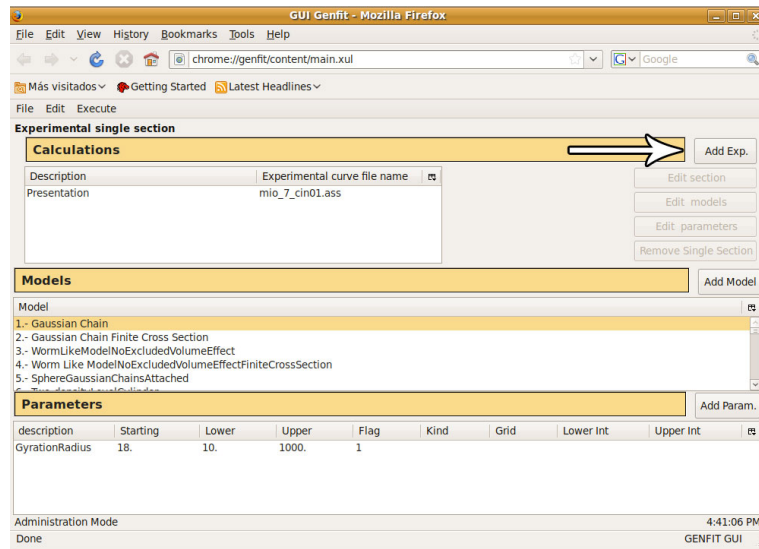 GUI Genfit - Mozilla Firefox
File Edit View History Bookmarks Tools Help
chrome://genfit/content/main.xul
G Google
Más visitados Getting Started Latest Headlines
File Edit Execute
Experimental single section
Calculations Add Exp.
Description Experimental curve file name
Presentation mio_7_cin01.ass
Edit section
Edit models
Edit parameters
Remove Single Section
Models Add Model
Model
1.- Gaussian Chain
2.- Gaussian Chain Finite Cross Section
3.- WormLikeModelNoExcludedVolumeEffect
4.- Worm Like ModelNoExcludedVolumeEffectFiniteCrossSection
5.- SphereGaussianChainsAttached
Parameters Add Param.
description Starting Lower Upper Flag Kind Grid Lower Int Upper Int
GyrationRadius 18. 10. 1000. 1
Administration Mode 4:41:06 PM
Done GENFIT GUI